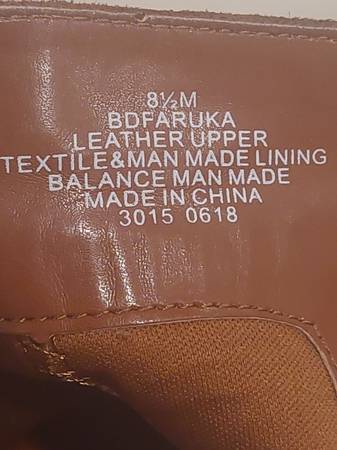 8½M
BDFARUKA
LEATHER UPPER
TEXTILE&MAN MADE LINING
BALANCE MAN MADE
MADE IN CHINA
3015 0618